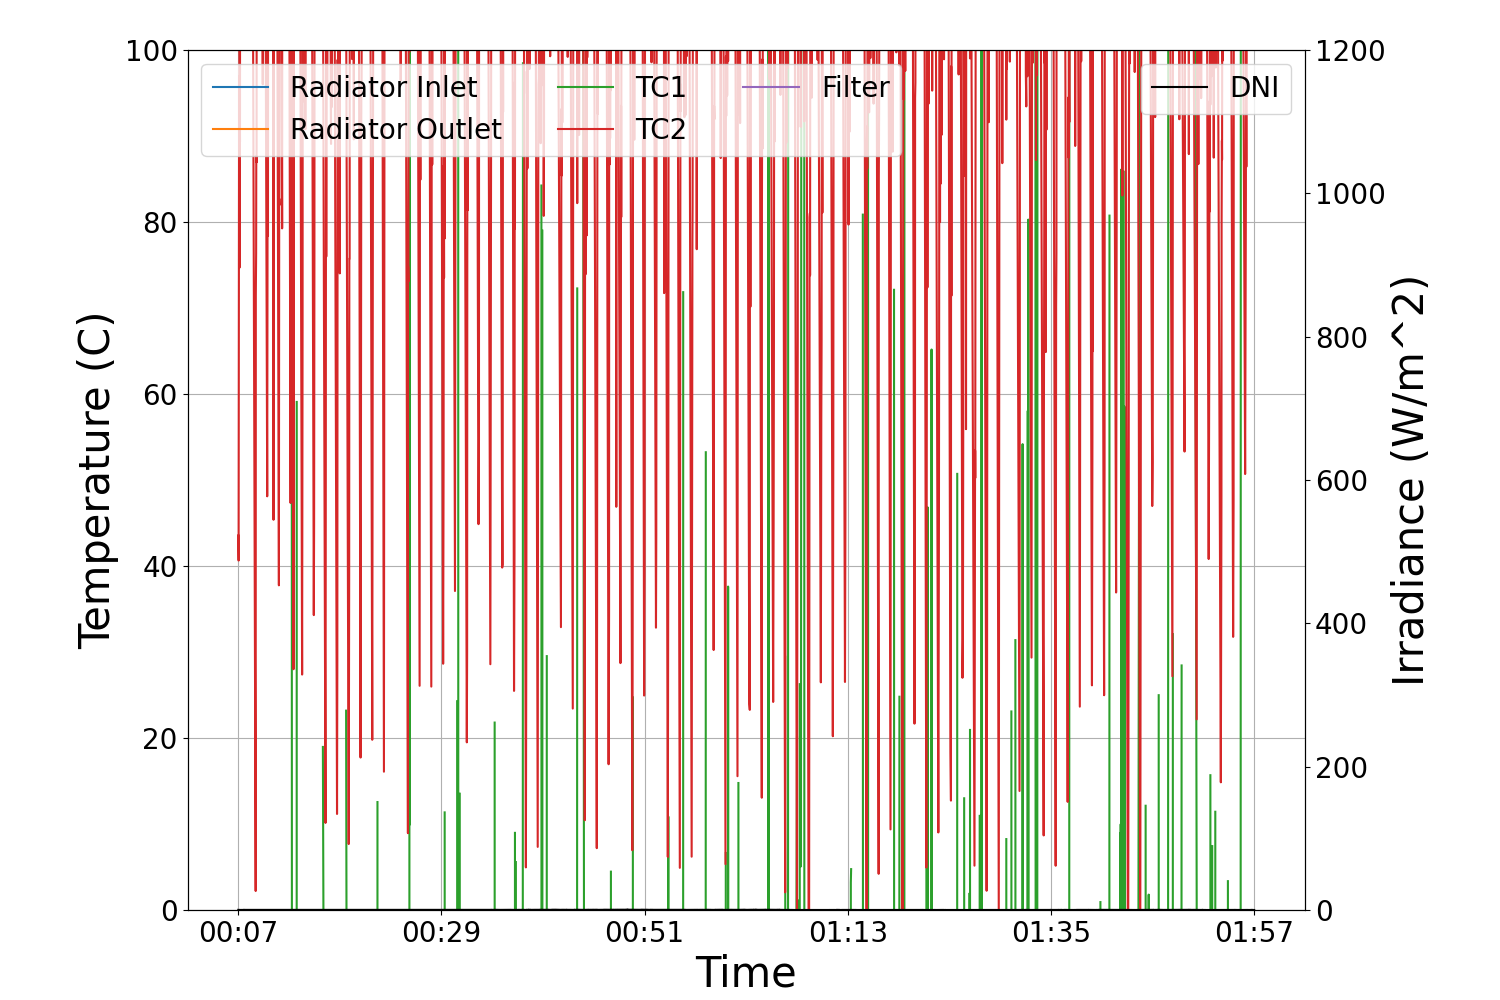 100
80
60
40
20
0
Temperature (C)
Radiator Inlet
Radiator Outlet
TC1
TC2
Filter
DNI
1200
1000
800
600
400
200
0
Irradiance (W/m^2)
00:07 00:29 00:51 01:13 01:35 01:57
Time